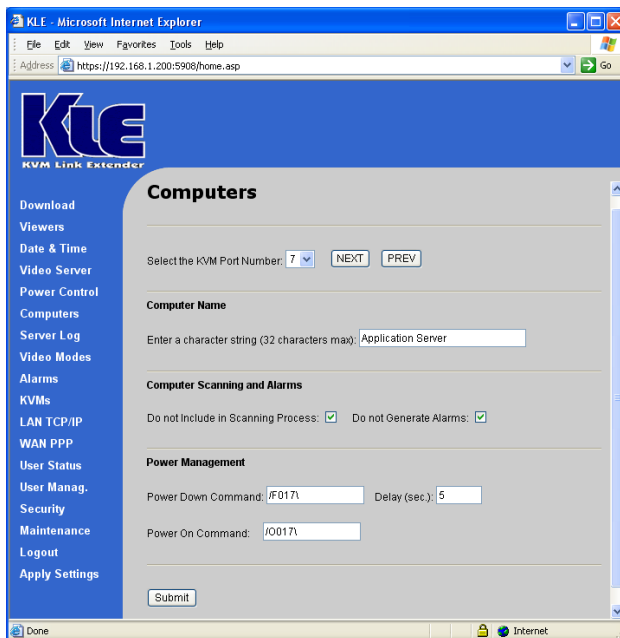 KLE - Microsoft Internet Explorer
File Edit View Favorites Tools Help
Address https://192.168.1.200:5908/home.asp Go
KLE
KVM Link Extender
Computers
Download
Viewers
Date & Time
Video Server
Power Control
Computers
Server Log
Video Modes
Alarms
KVMs
LAN TCP/IP
WAN PPP
User Status
User Manag.
Security
Maintenance
Logout
Apply Settings
Select the KVM Port Number: 7 NEXT PREV
Computer Name
Enter a character string (32 characters max): Application Server
Computer Scanning and Alarms
Do not Include in Scanning Process: Do not Generate Alarms:
Power Management
Power Down Command: /F017\ Delay (sec.): 5
Power On Command: /O017\
Submit
Done Internet